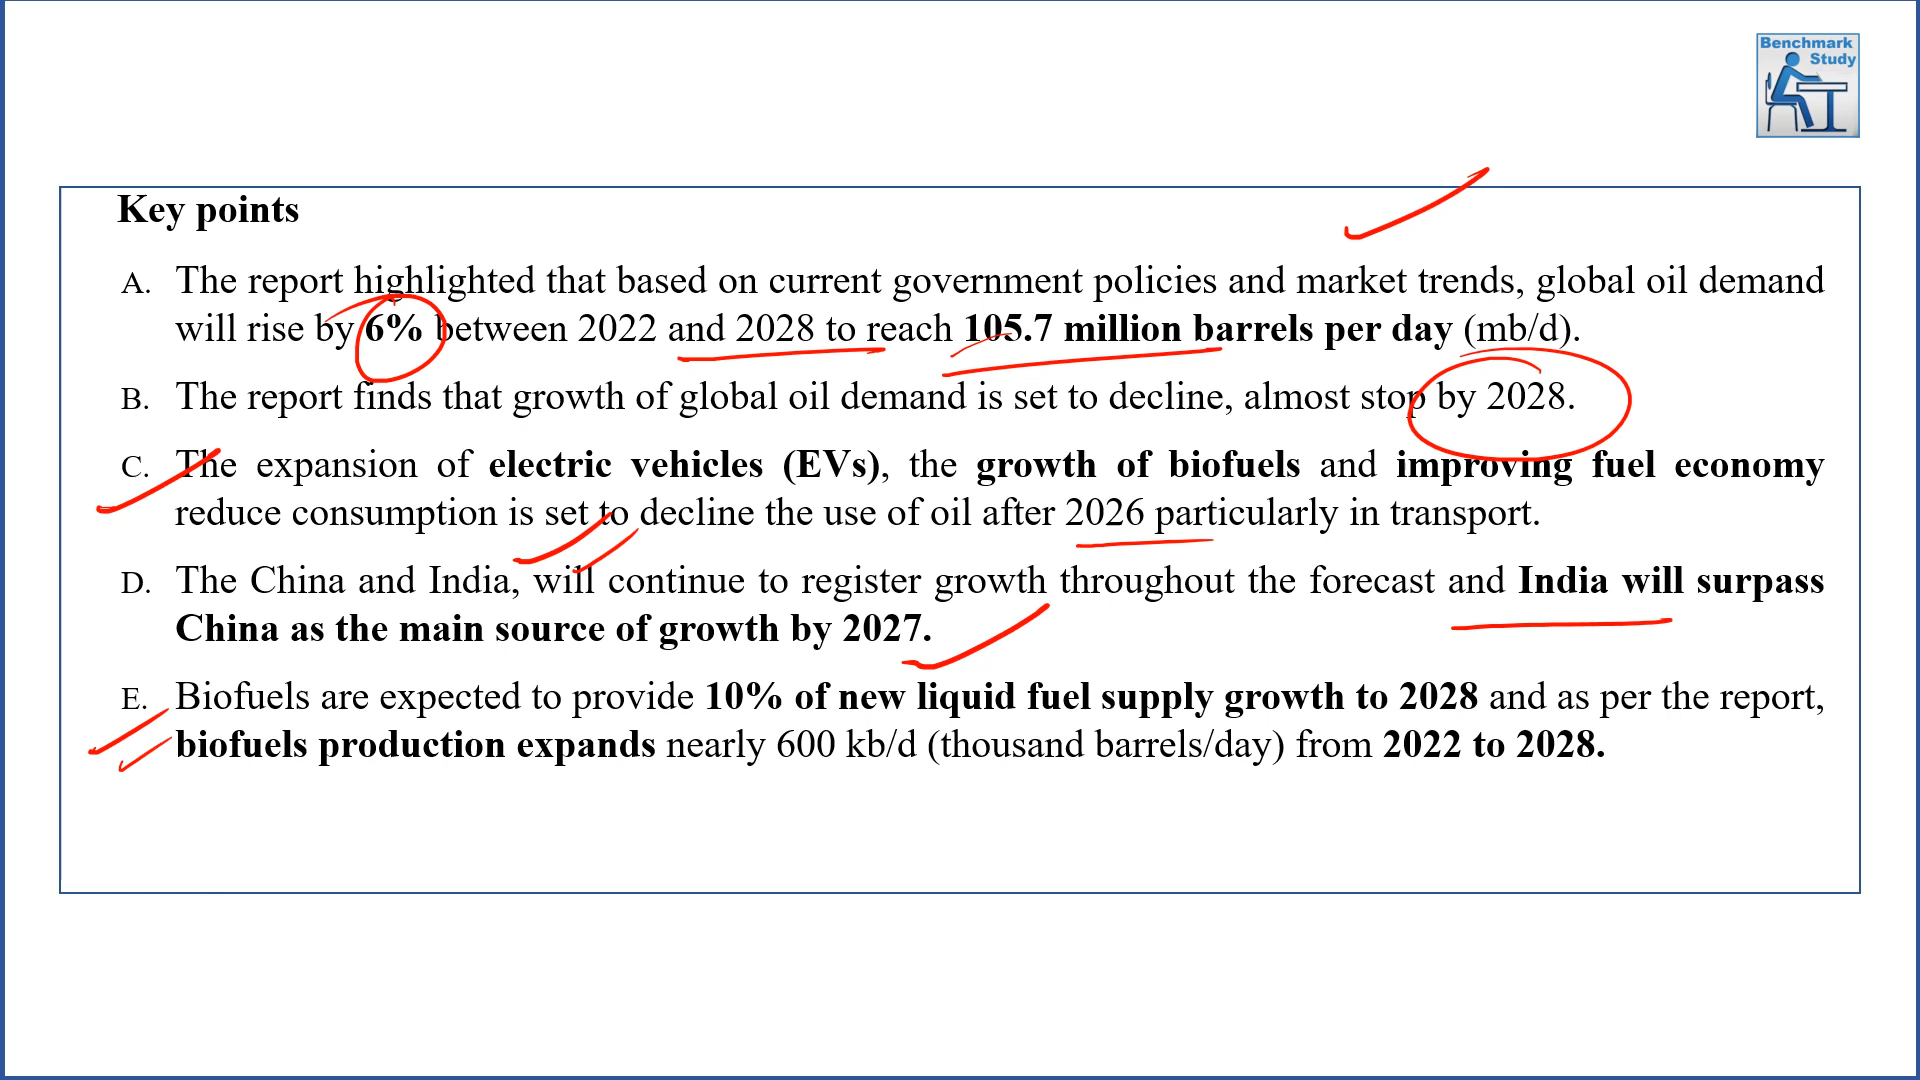 Benchmark
Study
Key points
A. The report highlighted that based on current government policies and market trends, global oil demand
will rise by 6% between 2022 and 2028 to reach 105.7 million barrels per day (mb/d).
B. The report finds that growth of global oil demand is set to decline, almost stop by 2028.
C. The expansion of electric vehicles (EVs), the growth of biofuels and improving fuel economy
reduce consumption is set to decline the use of oil after 2026 particularly in transport.
D. The China and India, will continue to register growth throughout the forecast and India will surpass
China as the main source of growth by 2027.
E. Biofuels are expected to provide 10% of new liquid fuel supply growth to 2028 and as per the report,
biofuels production expands nearly 600 kb/d (thousand barrels/day) from 2022 to 2028.